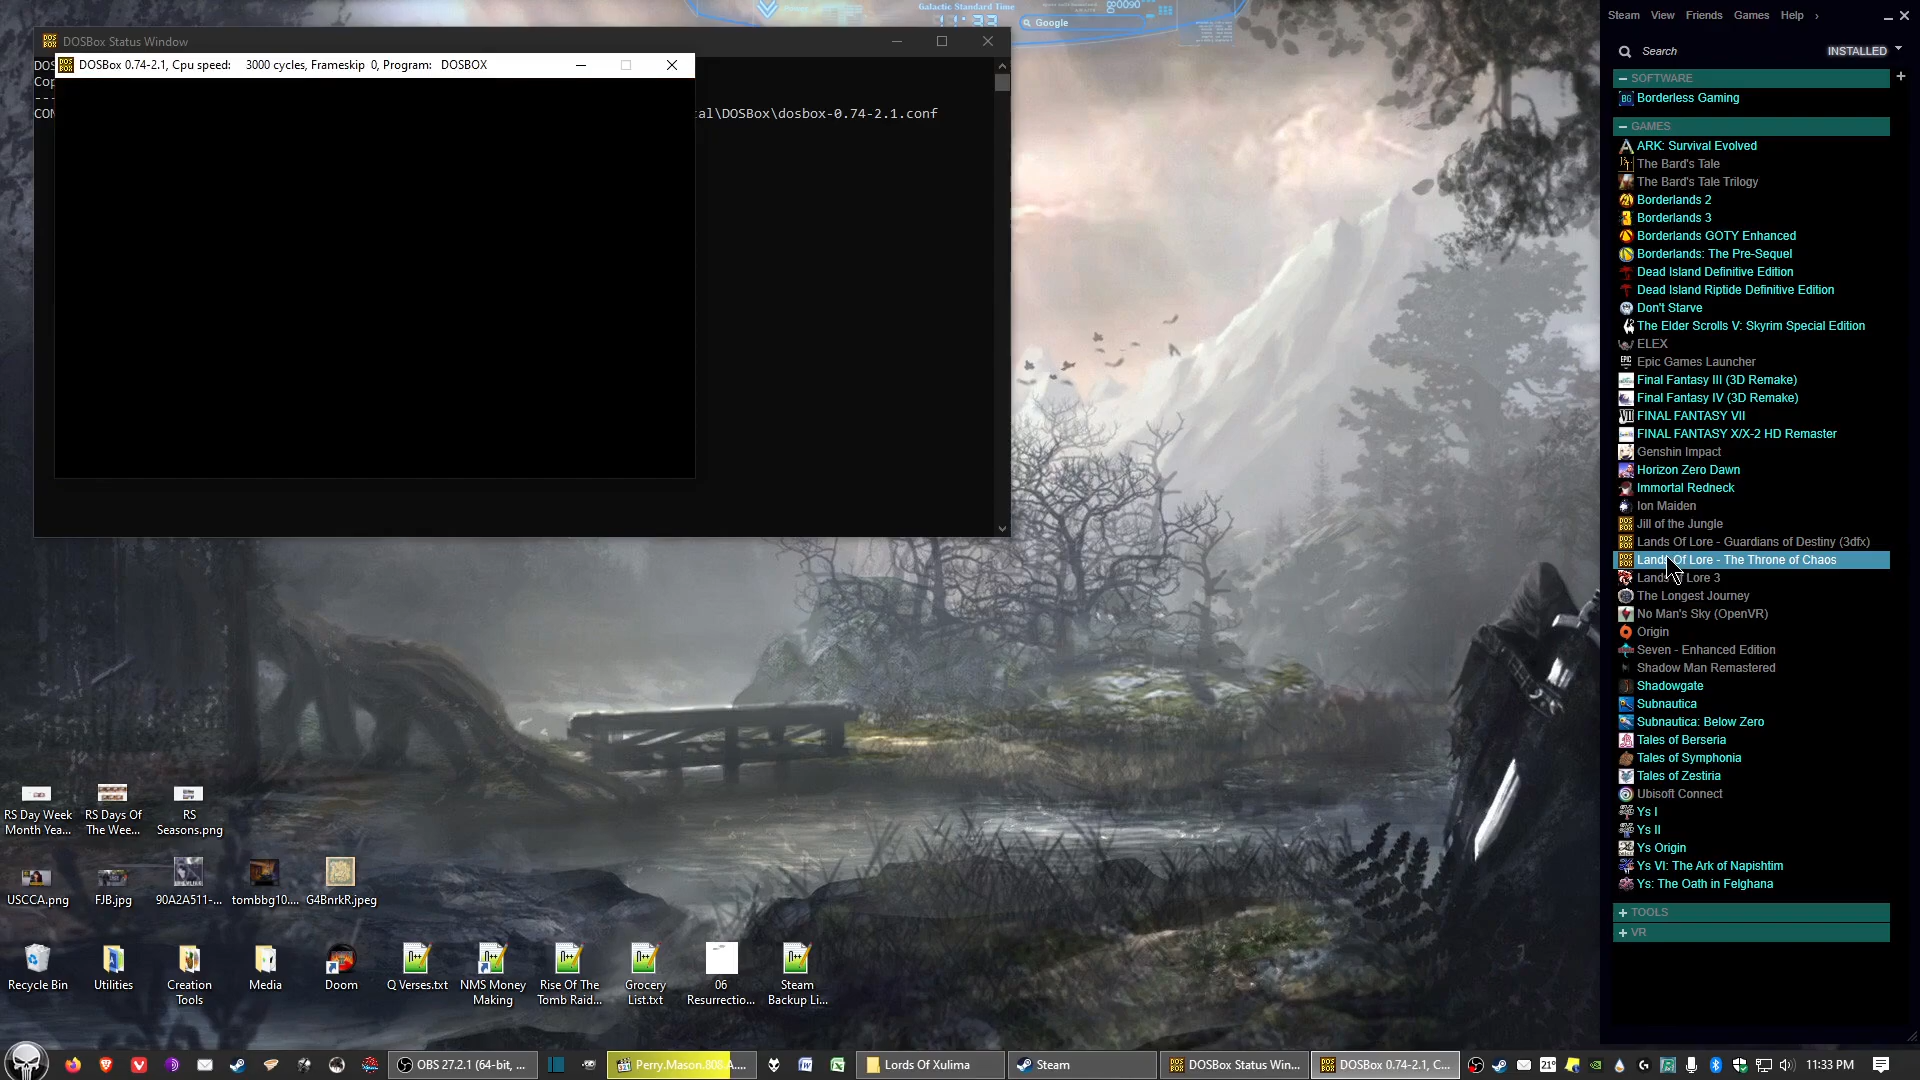 Galactic Standard Time
11:33
Google
DOSBox Status Window
DOSBox 0.74-2.1, Cpu speed: 3000 cycles, Frameskip 0, Program: DOSBOX
al\DOSBox\dosbox-0.74-2.1.conf
Steam View Friends Games Help
Search INSTALLED
SOFTWARE
Borderless Gaming
GAMES
ARK: Survival Evolved
The Bard's Tale
The Bard's Tale Trilogy
Borderlands 2
Borderlands 3
Borderlands GOTY Enhanced
Borderlands: The Pre-Sequel
Dead Island Definitive Edition
Dead Island Riptide Definitive Edition
Don't Starve
The Elder Scrolls V: Skyrim Special Edition
ELEX
Epic Games Launcher
Final Fantasy III (3D Remake)
Final Fantasy IV (3D Remake)
FINAL FANTASY VII
FINAL FANTASY X/X-2 HD Remaster
Genshin Impact
Horizon Zero Dawn
Immortal Redneck
Ion Maiden
Jill of the Jungle
Lands Of Lore - Guardians of Destiny (3dfx)
Lands Of Lore - The Throne of Chaos
Lands Lore 3
The Longest Journey
No Man's Sky (OpenVR)
Origin
Seven - Enhanced Edition
Shadow Man Remastered
Shadowgate
Subnautica
Subnautica: Below Zero
Tales of Berseria
Tales of Symphonia
Tales of Zestiria
Ubisoft Connect
Ys I
Ys II
Ys Origin
Ys VI: The Ark of Napishtim
Ys: The Oath in Felghana
TOOLS
VR
RS Day Week Month Yea...
RS Days Of The Wee...
RS Seasons.png
USCCA.png
FJB.jpg
90A2A511-...
tombbg10....
G4BnrkR.jpeg
Recycle Bin
Utilities
Creation Tools
Media
Doom
Q Verses.txt
NMS Money Making
Rise Of The Tomb Raid...
Grocery List.txt
06 Resurrectio...
Steam Backup Li...
OBS 27.2.1 (64-bit, ...
Perry.Mason.808.A....
Lords Of Xulima
Steam
DOSBox Status Win...
DOSBox 0.74-2.1, C...
21°
11:33 PM